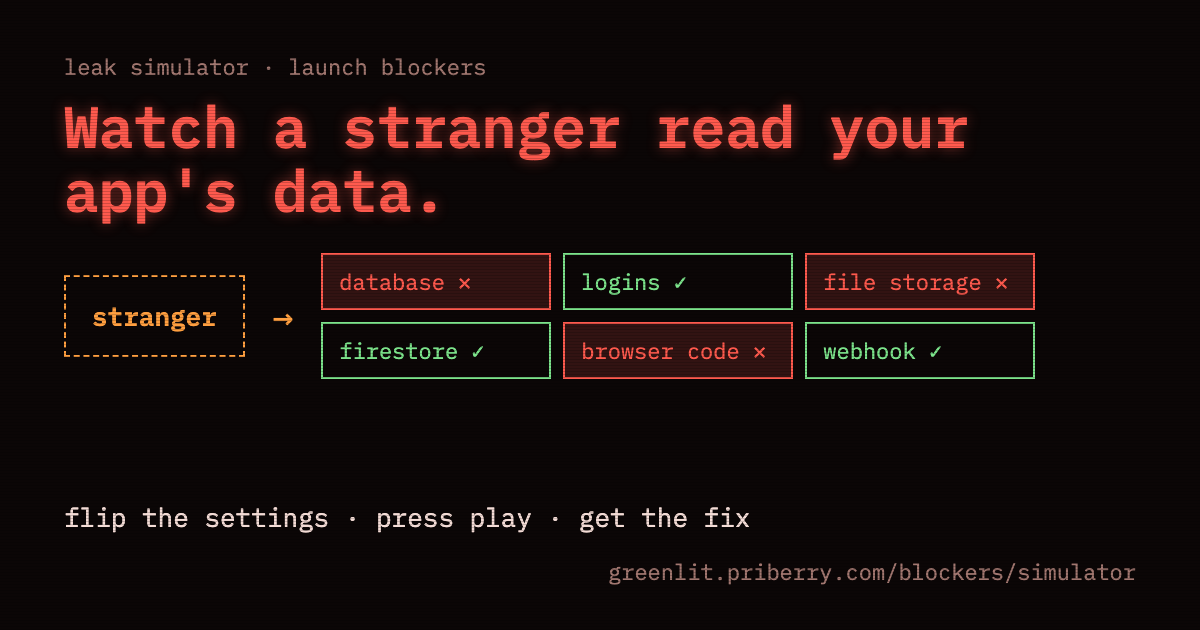 leak simulator · launch blockers
Watch a stranger read your
app's data.
stranger → database × logins ✓ file storage ×
firestore ✓ browser code × webhook ✓
flip the settings · press play · get the fix
greenlit.priberry.com/blockers/simulator